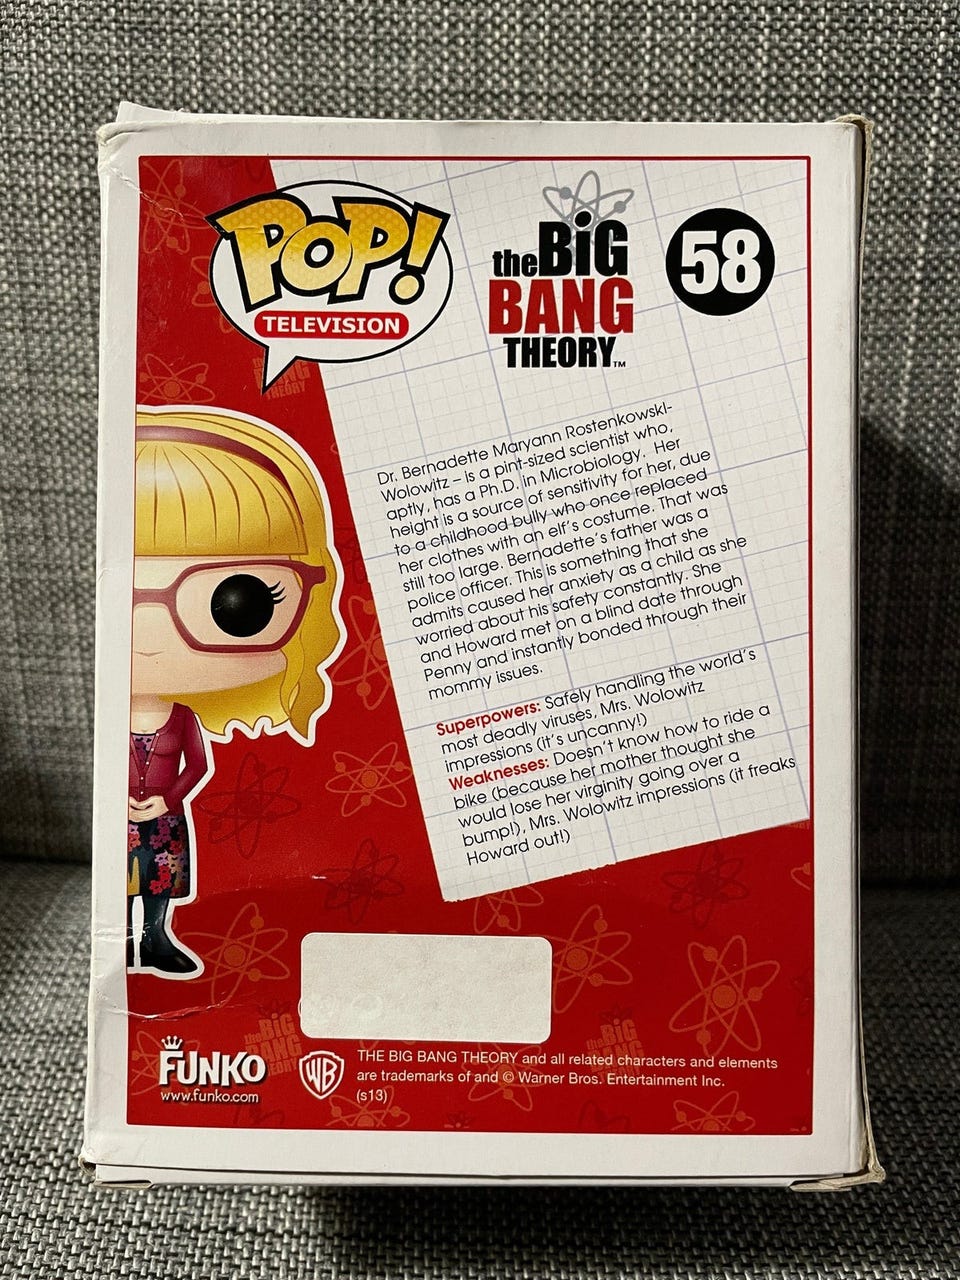 POP!
TELEVISION
the BiG
BANG
THEORY™
58
Dr. Bernadette Maryann Rostenkowski-
Wolowitz – is a pint-sized scientist who,
aptly, has a Ph.D. in Microbiology. Her
height is a source of sensitivity for her, due
to a childhood bully who once replaced
her clothes with an elf's costume. That was
still too large. Bernadette's father was a
police officer. This is something that she
admits caused her anxiety as a child as she
worried about his safety constantly. She
and Howard met on a blind date through
Penny and instantly bonded through their
mommy issues.
Superpowers: Safely handling the world's
most deadly viruses, Mrs. Wolowitz
impressions (it's uncanny!)
Weaknesses: Doesn't know how to ride a
bike (because her mother thought she
would lose her virginity going over a
bump!), Mrs. Wolowitz impressions (it freaks
Howard out!)
FUNKO
www.funko.com
WB
THE BIG BANG THEORY and all related characters and elements
are trademarks of and © Warner Bros. Entertainment Inc.
(s13)